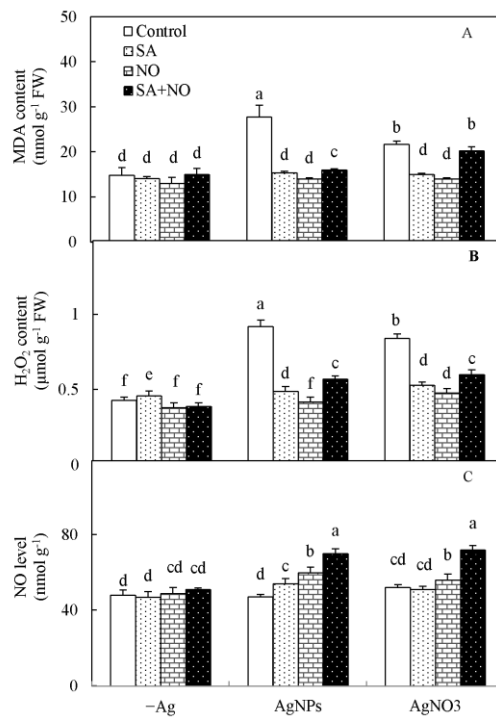 50
40
30
20
10
0
MDA content
(nmol g⁻¹ FW)
Control
SA
NO
SA+NO
A
d d d d
a d d c
b d d b
1
0.5
0
H₂O₂ content
(μmol g⁻¹ FW)
B
f e f f
a d f c
b d d c
80
40
0
NO level
(nmol g⁻¹)
C
d d cd cd
d c b a
cd cd b a
−Ag AgNPs AgNO3